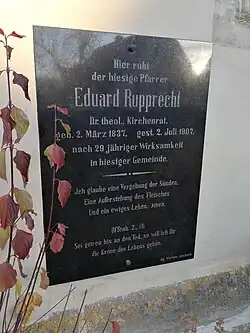 Hier ruht
der hiesige Pfarrer
Eduard Rupprecht
Dr. theol., Kirchenrat,
geb. 2. März 1837, gest. 2. Juli 1907,
nach 29 jähriger Wirksamkeit
in hiesiger Gemeinde.
Ich glaube eine Vergebung der Sünden,
Eine Auferstehung des Fleisches
Und ein ewiges Leben. Amen.
Offenb. 2, 10.
Sei getreu bis an den Tod, so will ich dir
die Krone des Lebens geben.